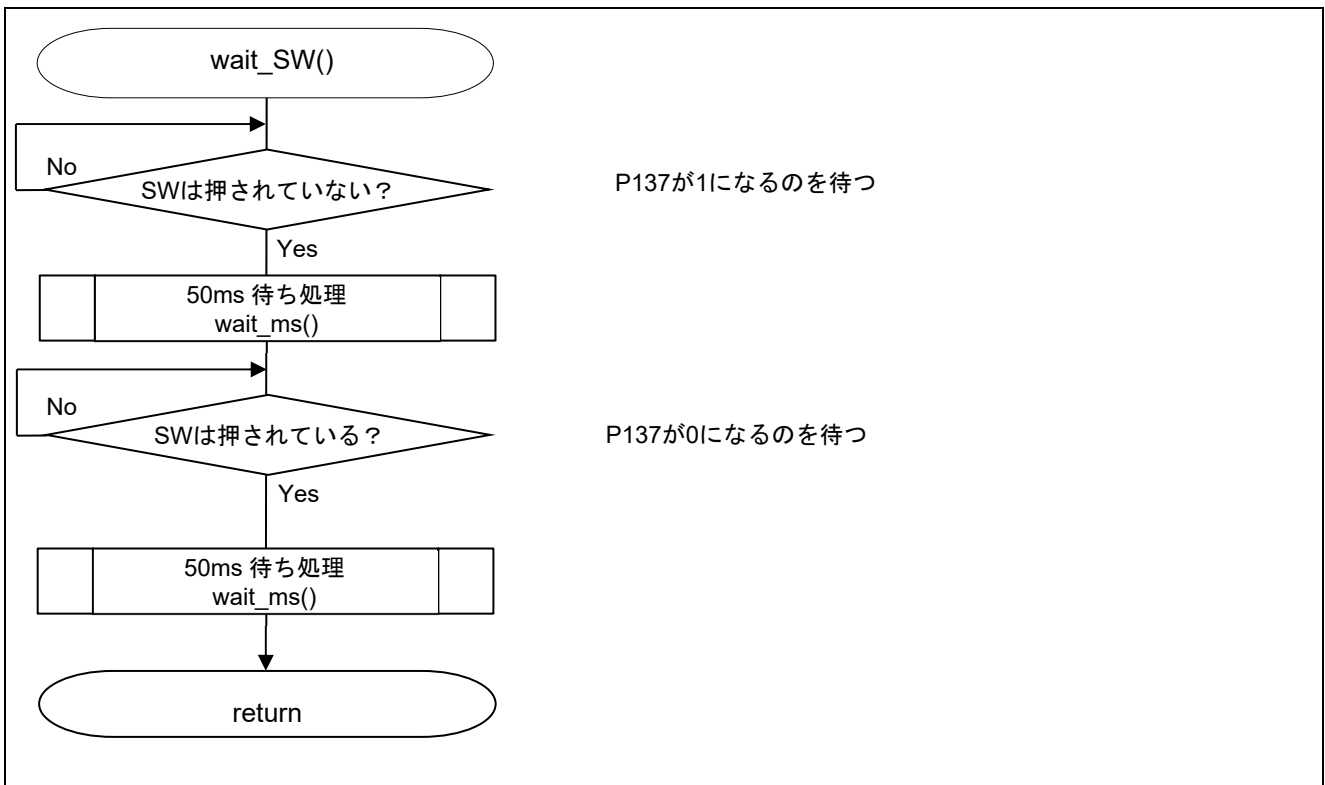 wait_SW()
No
SWは押されていない？
P137が1になるのを待つ
Yes
50ms 待ち処理
wait_ms()
No
SWは押されている？
P137が0になるのを待つ
Yes
50ms 待ち処理
wait_ms()
return